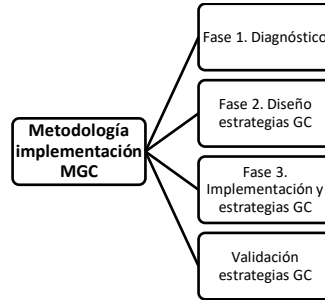 Fase 1. Diagnóstico
Fase 2. Diseño
estrategias GC
Metodología
implementación
MGC
Fase 3.
Implementación y
estrategias GC
Validación
estrategias GC